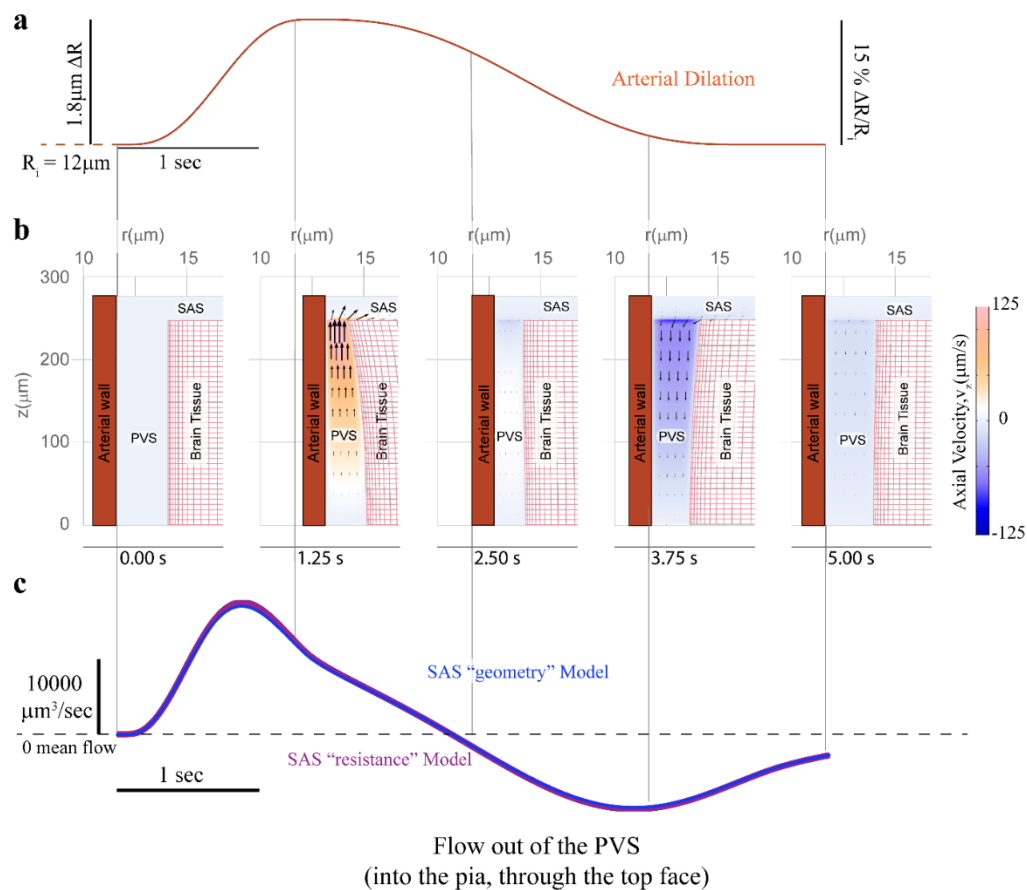 a
1.8µm ΔR
15 % ΔR/Rᵢ
Arterial Dilation
Rᵢ = 12µm
1 sec
b
r(µm)
r(µm)
r(µm)
r(µm)
r(µm)
10
15
10
15
10
15
10
15
10
15
300
200
100
0
z(µm)
Arterial wall
PVS
SAS
Brain Tissue
Arterial wall
PVS
SAS
Brain Tissue
Arterial wall
PVS
SAS
Brain Tissue
Arterial wall
PVS
SAS
Brain Tissue
Arterial wall
PVS
SAS
Brain Tissue
125
0
-125
Axial Velocity,v_z(µm/s)
0.00 s
1.25 s
2.50 s
3.75 s
5.00 s
c
SAS “geometry” Model
10000
µm³/sec
0 mean flow
SAS “resistance” Model
1 sec
Flow out of the PVS
(into the pia, through the top face)